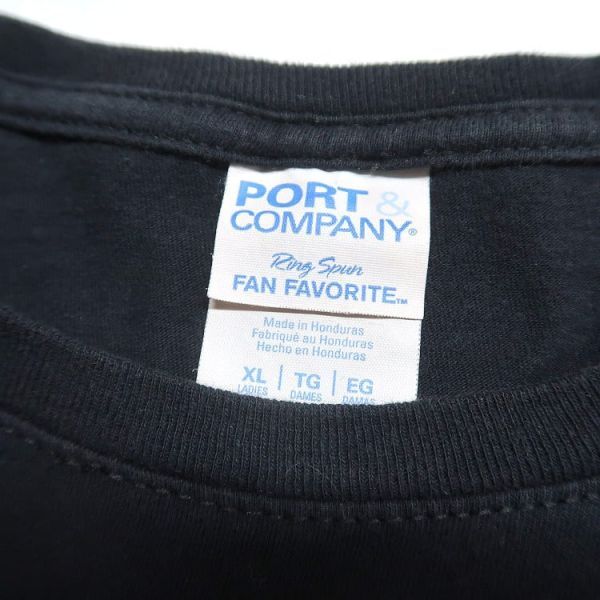 PORT &
COMPANY®
Ring Spun
FAN FAVORITE™
Made in Honduras
Fabriqué au Honduras
Hecho en Honduras
XL | TG | EG
LADIES DAMES DAMAS